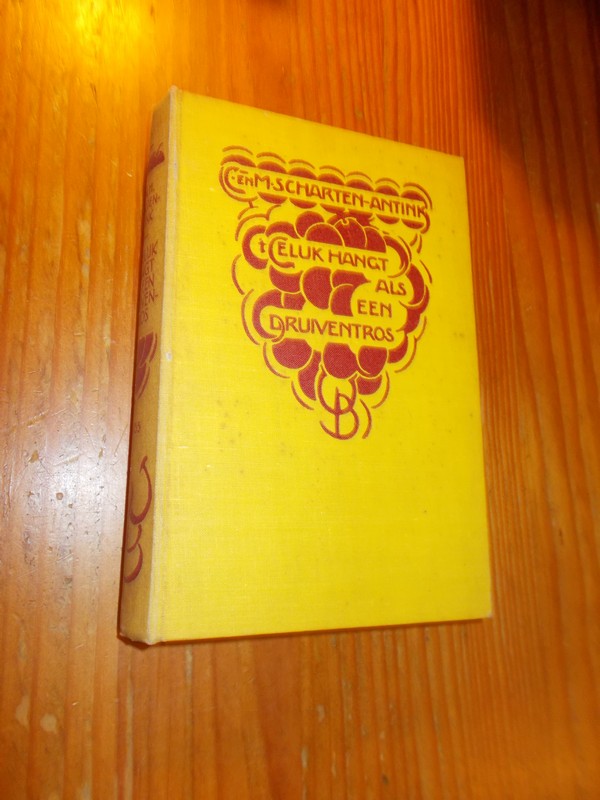 C. EN M. SCHARTEN-ANTINK
'T GELUK HANGT
ALS
EEN
DRUIVENTROS